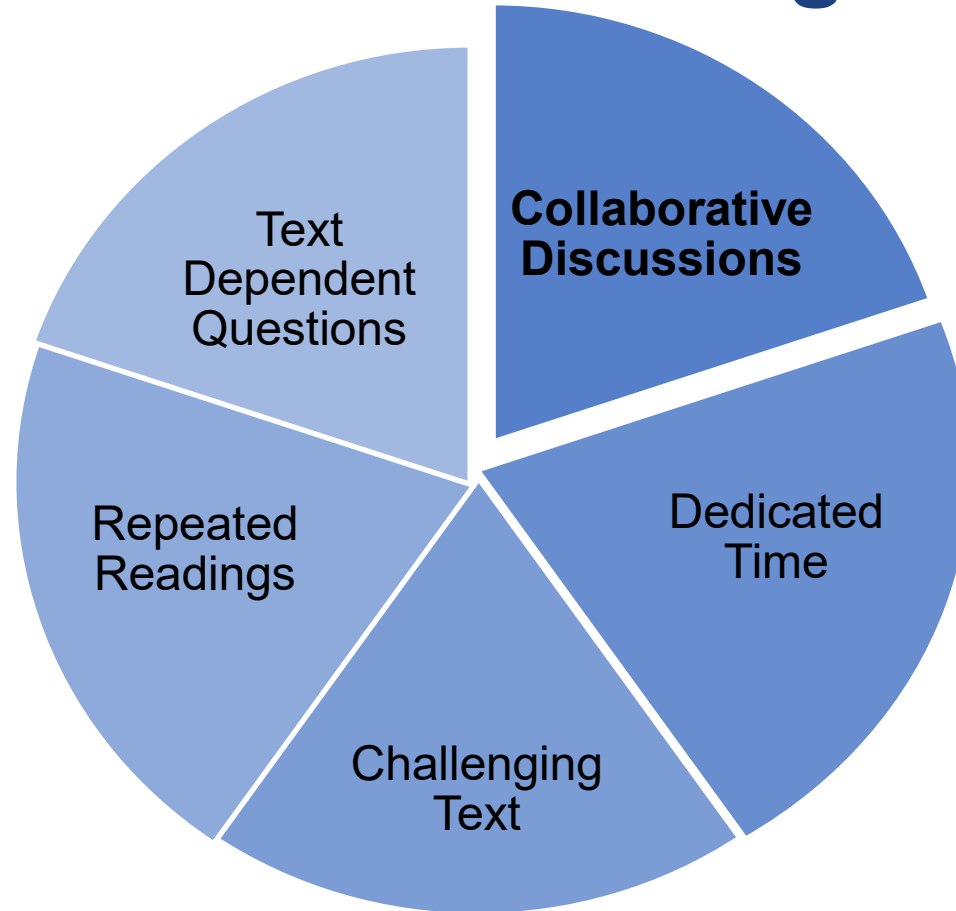 Collaborative
Discussions
Dedicated
Time
Challenging
Text
Repeated
Readings
Text
Dependent
Questions